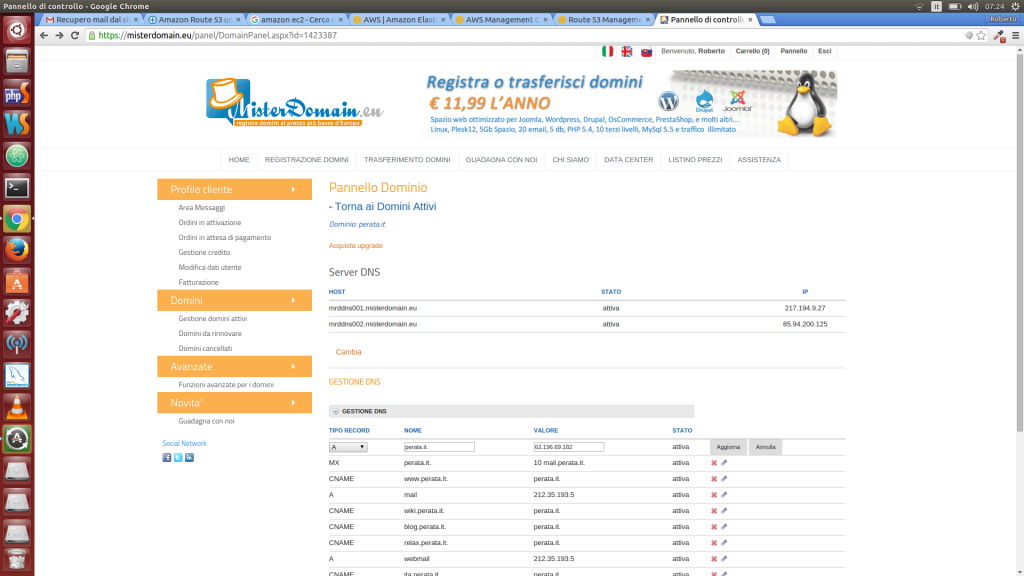 Pannello di controllo - Google Chrome
It
07:24
Recupero mail dal si
Amazon Route 53 u
amazon ec2 - Cerca c
AWS | Amazon Elast
AWS Management C
Route 53 Manageme
Pannello di controllo
Roberto
https://misterdomain.eu/panel/DomainPanel.aspx?id=1423387
Benvenuto, Roberto
Carrello (0)
Pannello
Esci
MisterDomain.eu
registra domini al prezzo più basso d'Europa
Registra o trasferisci domini
€ 11,99 L'ANNO
Spazio web ottimizzato per Joomla, Wordpress, Drupal, OsCommerce, PrestaShop, e molti altri...
Linux, Plesk12, 5Gb Spazio, 20 email, 5 db, PHP 5.4, 10 terzi livelli, MySql 5.5 e traffico illimitato
Drupal
Joomla!
HOME
REGISTRAZIONE DOMINI
TRASFERIMENTO DOMINI
GUADAGNA CON NOI
CHI SIAMO
DATA CENTER
LISTINO PREZZI
ASSISTENZA
Profilo cliente
Area Messaggi
Ordini in attivazione
Ordini in attesa di pagamento
Gestione credito
Modifica dati utente
Fatturazione
Domini
Gestione domini attivi
Domini da rinnovare
Domini cancellati
Avanzate
Funzioni avanzate per i domini
Novita'
Guadagna con noi
Social Network
Pannello Dominio
- Torna ai Domini Attivi
Dominio: perata.it
Acquista upgrade
Server DNS
HOST STATO IP
mrddns001.misterdomain.eu attiva 217.194.9.27
mrddns002.misterdomain.eu attiva 85.94.200.125
Cambia
GESTIONE DNS
GESTIONE DNS
TIPO RECORD NOME VALORE STATO
A perata.it. 62.196.69.182 attiva Aggiorna Annulla
MX perata.it. 10 mail.perata.it. attiva
CNAME www.perata.it. perata.it. attiva
A mail 212.35.193.5 attiva
CNAME wiki.perata.it. perata.it. attiva
CNAME blog.perata.it. perata.it. attiva
CNAME relax.perata.it. perata.it. attiva
A webmail 212.35.193.5 attiva
CNAME ita.perata.it. perata.it. attiva